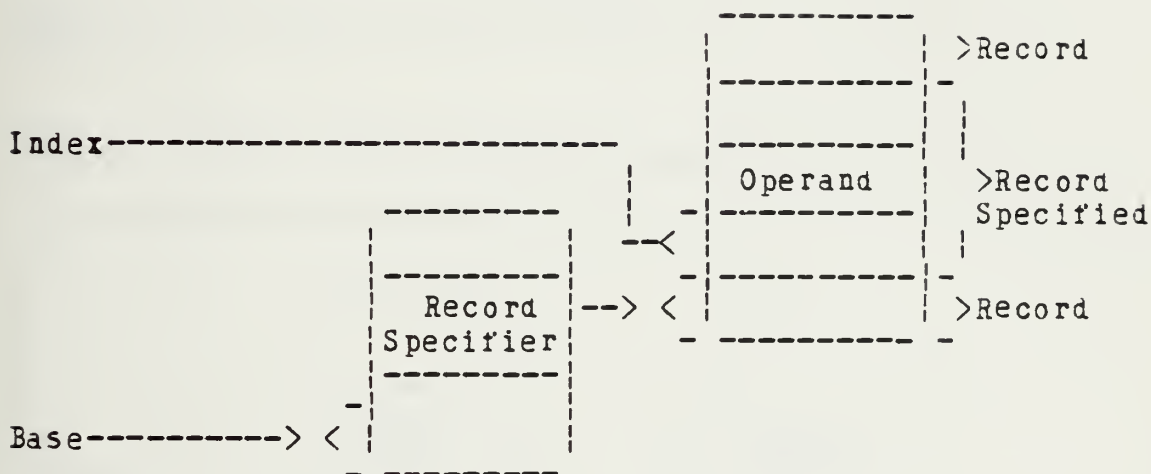 >Record
Index
Operand >Record
Specified
Record --> < >Record
Specifier
Base----------> <